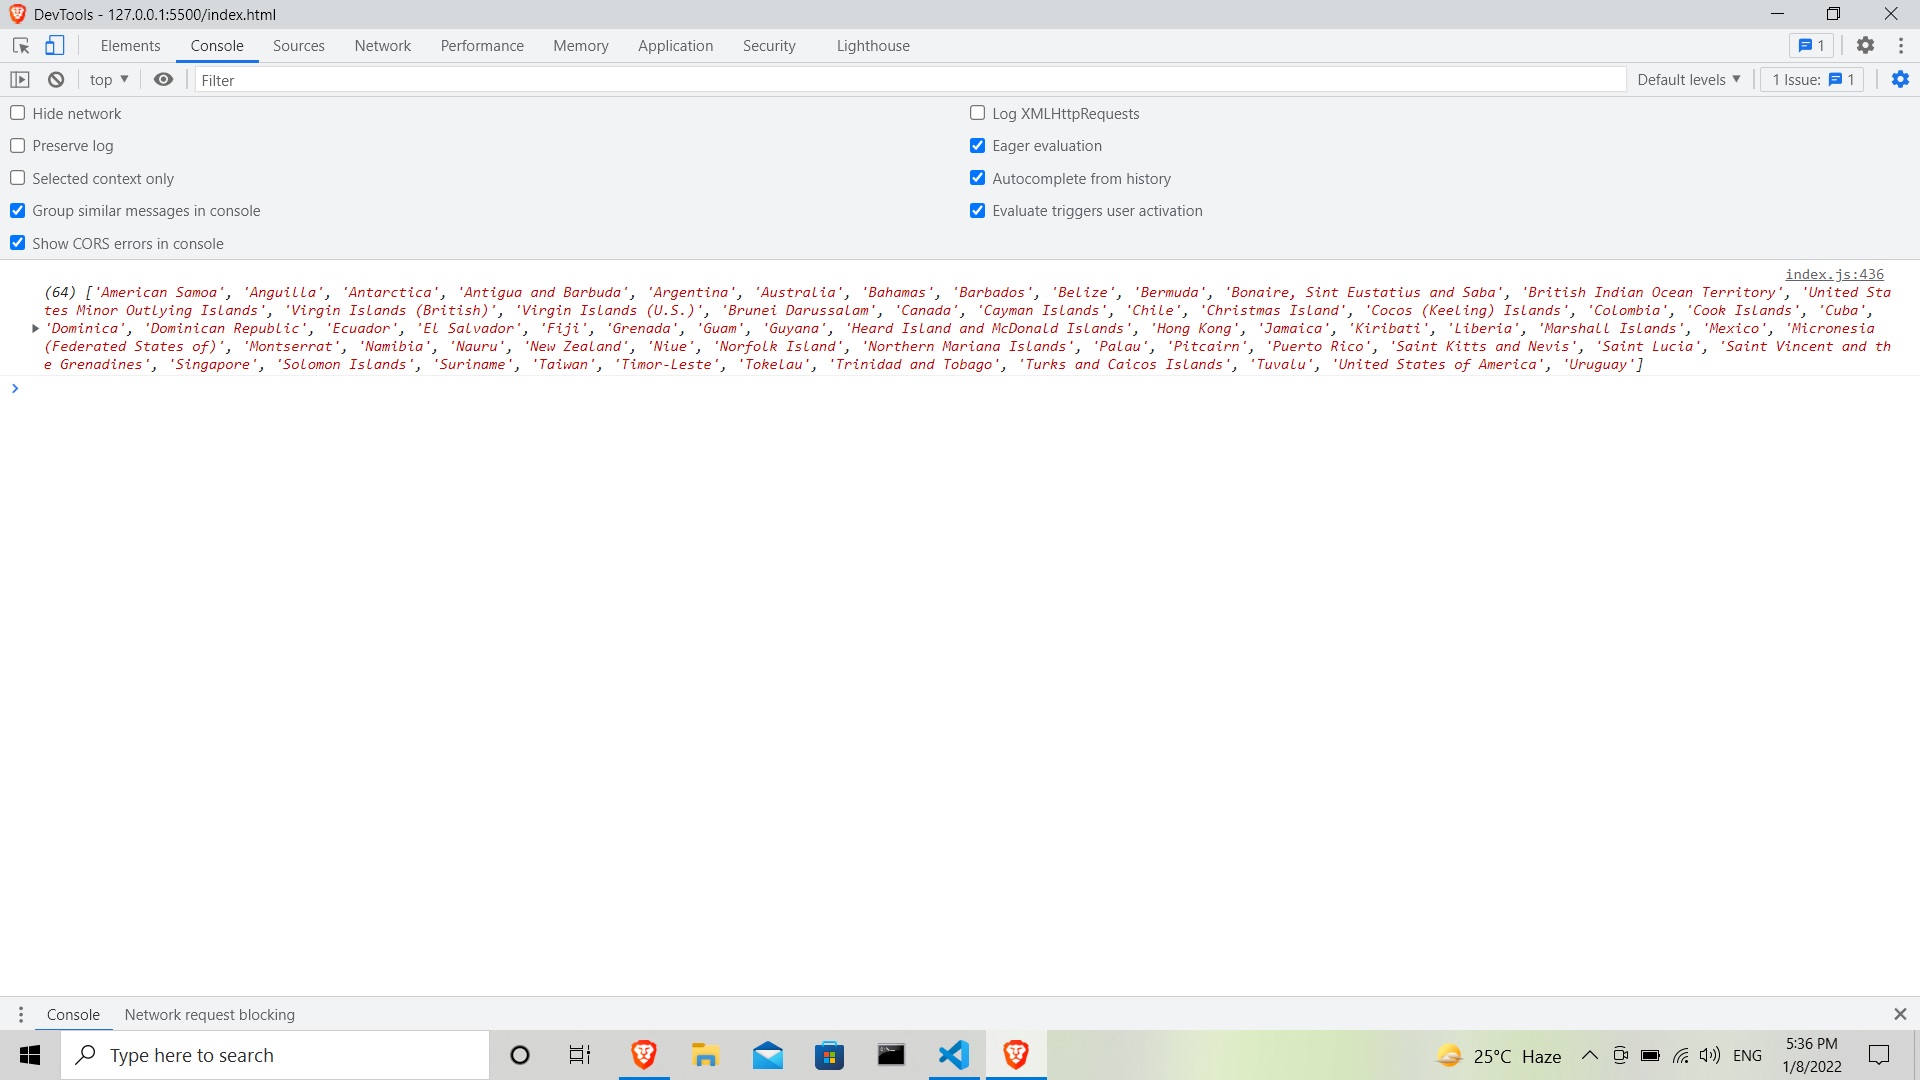 DevTools - 127.0.0.1:5500/index.html
Elements Console Sources Network Performance Memory Application Security Lighthouse 1
top Filter Default levels 1 Issue: 1
Hide network Log XMLHttpRequests
Preserve log Eager evaluation
Selected context only Autocomplete from history
Group similar messages in console Evaluate triggers user activation
Show CORS errors in console
index.js:436
(64) ['American Samoa', 'Anguilla', 'Antarctica', 'Antigua and Barbuda', 'Argentina', 'Australia', 'Bahamas', 'Barbados', 'Belize', 'Bermuda', 'Bonaire, Sint Eustatius and Saba', 'British Indian Ocean Territory', 'United Sta
tes Minor Outlying Islands', 'Virgin Islands (British)', 'Virgin Islands (U.S.)', 'Brunei Darussalam', 'Canada', 'Cayman Islands', 'Chile', 'Christmas Island', 'Cocos (Keeling) Islands', 'Colombia', 'Cook Islands', 'Cuba',
'Dominica', 'Dominican Republic', 'Ecuador', 'El Salvador', 'Fiji', 'Grenada', 'Guam', 'Guyana', 'Heard Island and McDonald Islands', 'Hong Kong', 'Jamaica', 'Kiribati', 'Liberia', 'Marshall Islands', 'Mexico', 'Micronesia
(Federated States of)', 'Montserrat', 'Namibia', 'Nauru', 'New Zealand', 'Niue', 'Norfolk Island', 'Northern Mariana Islands', 'Palau', 'Pitcairn', 'Puerto Rico', 'Saint Kitts and Nevis', 'Saint Lucia', 'Saint Vincent and th
e Grenadines', 'Singapore', 'Solomon Islands', 'Suriname', 'Taiwan', 'Timor-Leste', 'Tokelau', 'Trinidad and Tobago', 'Turks and Caicos Islands', 'Tuvalu', 'United States of America', 'Uruguay']
Console Network request blocking
Type here to search 25°C Haze ENG 5:36 PM
1/8/2022